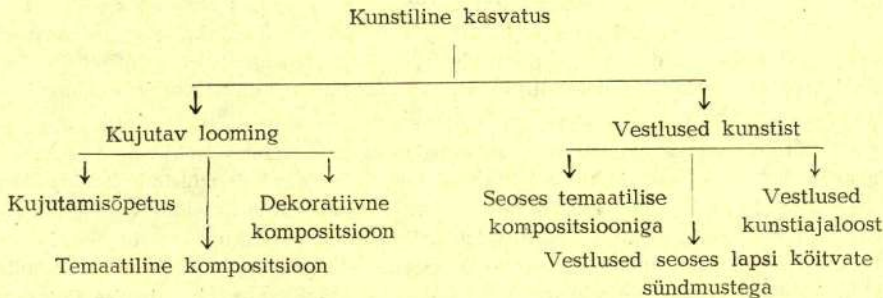 Kunstiline kasvatus
Kujutav looming
Vestlused kunstist
Kujutamisõpetus
Dekoratiivne
kompositsioon
Temaatiline kompositsioon
Seoses temaatilise
kompositsiooniga
Vestlused
kunstiajaloost
Vestlused seoses lapsi köitvate
sündmustega